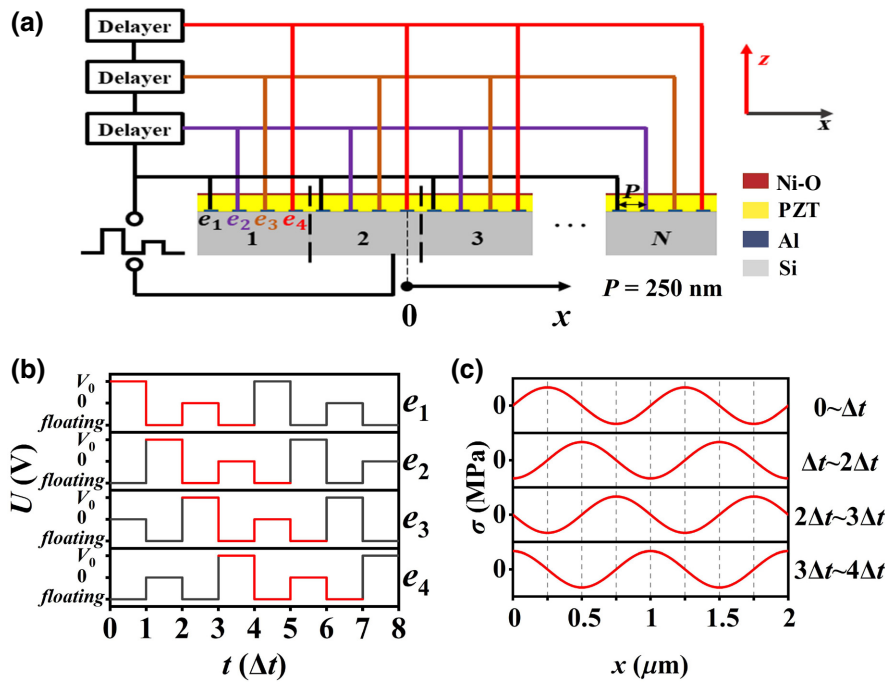 (a)
Delayer
Delayer
Delayer
z
x
Ni-O
PZT
Al
Si
P
e₁ e₂ e₃ e₄
1 2 3 ... N
0 x
P = 250 nm
(b)
U (V)
V₀
0
floating
e₁
V₀
0
floating
e₂
V₀
0
floating
e₃
V₀
0
floating
e₄
0 1 2 3 4 5 6 7 8
t (Δt)
(c)
σ (MPa)
0
0~Δt
0
Δt~2Δt
0
2Δt~3Δt
0
3Δt~4Δt
0 0.5 1 1.5 2
x (μm)